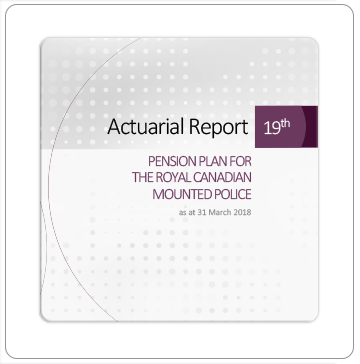 Actuarial Report 19th
PENSION PLAN FOR
THE ROYAL CANADIAN
MOUNTED POLICE
as at 31 March 2018